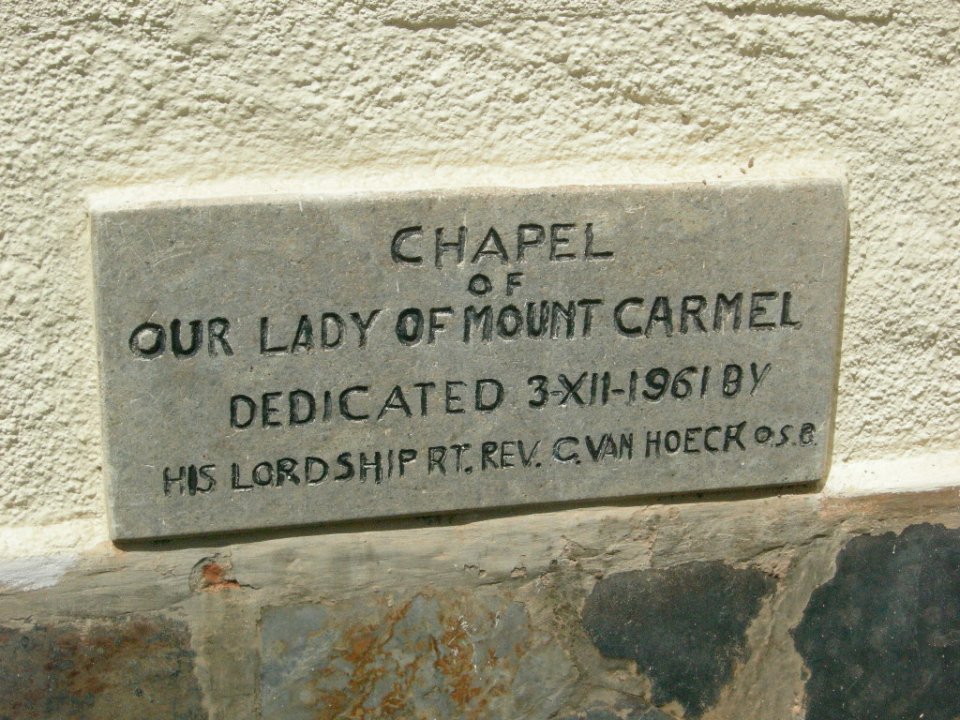 CHAPEL
OF
OUR LADY OF MOUNT CARMEL
DEDICATED 3-XII-1961 BY
HIS LORDSHIP RT. REV. C. VAN HOECK O.S.B.